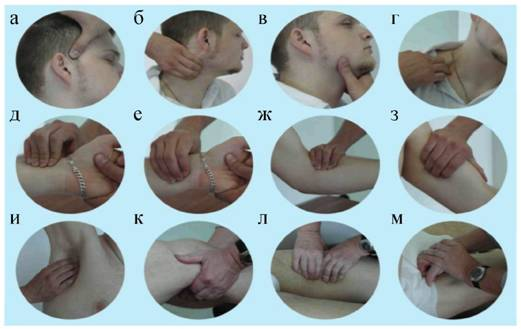 а б в г
д е ж з
и к л м